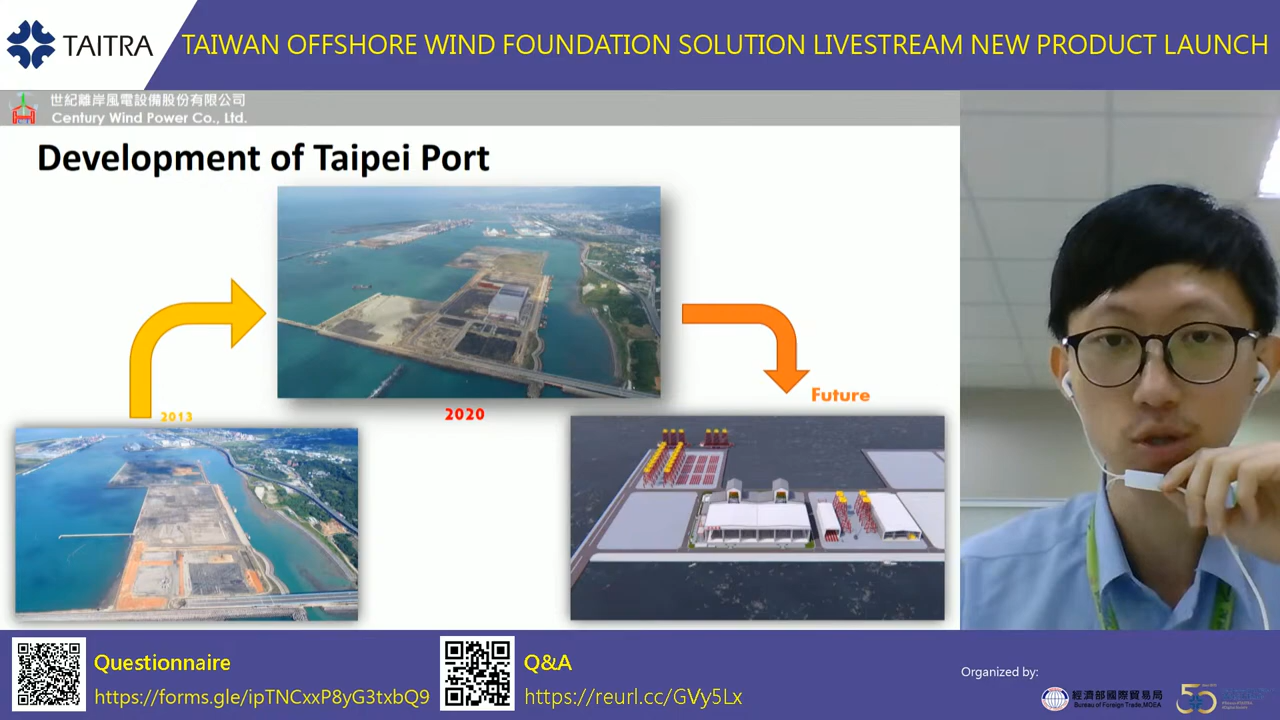 TAITRA
TAIWAN OFFSHORE WIND FOUNDATION SOLUTION LIVESTREAM NEW PRODUCT LAUNCH
世紀離岸風電設備股份有限公司
Century Wind Power Co., Ltd.
Development of Taipei Port
2013
2020
Future
Questionnaire
https://forms.gle/ipTNCxxP8yG3txbQ9
Q&A
https://reurl.cc/GVy5Lx
Organized by:
經濟部國際貿易局
Bureau of Foreign Trade,MOEA